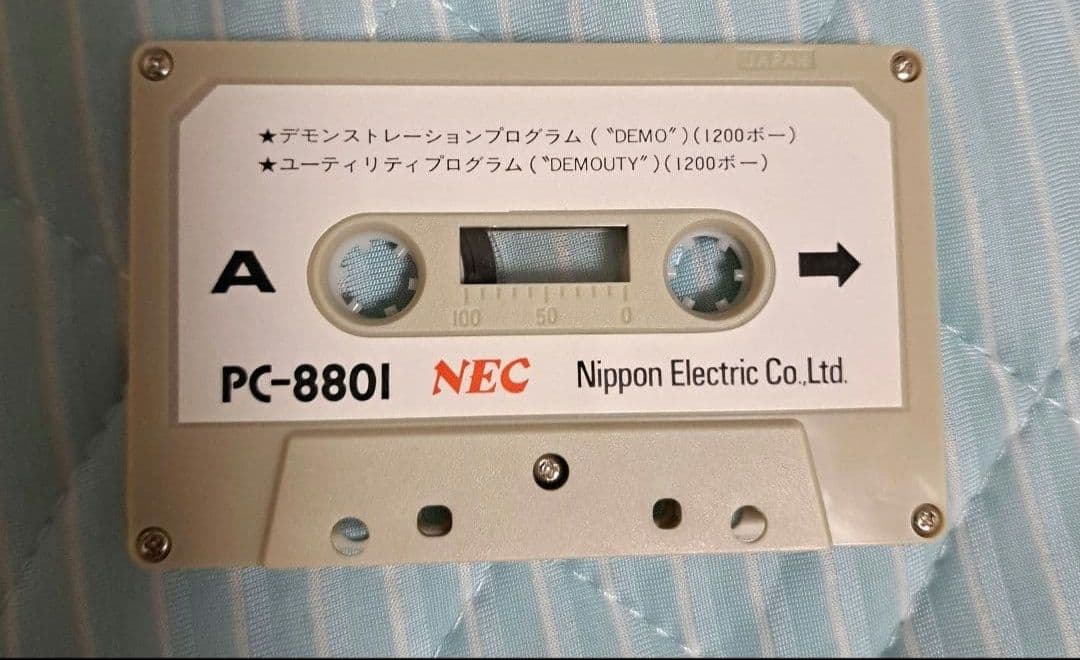 JAPAN
★デモンストレーションプログラム(〝DEMO〞)(1200ボー)
★ユーティリティプログラム(〝DEMOUTY〞)(1200ボー)
A
100 50 0
PC-8801 NEC Nippon Electric Co.,Ltd.